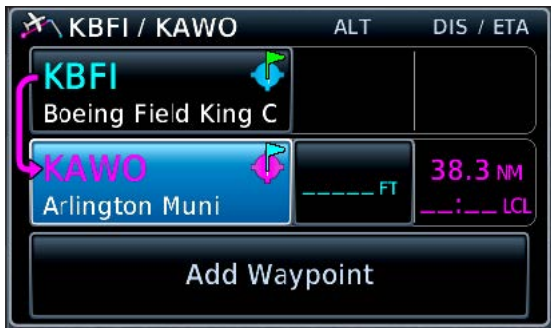 KBFI / KAWO ALT DIS / ETA
KBFI
Boeing Field King C
KAWO
Arlington Muni
_____ FT
38.3 NM
__:__ LCL
Add Waypoint